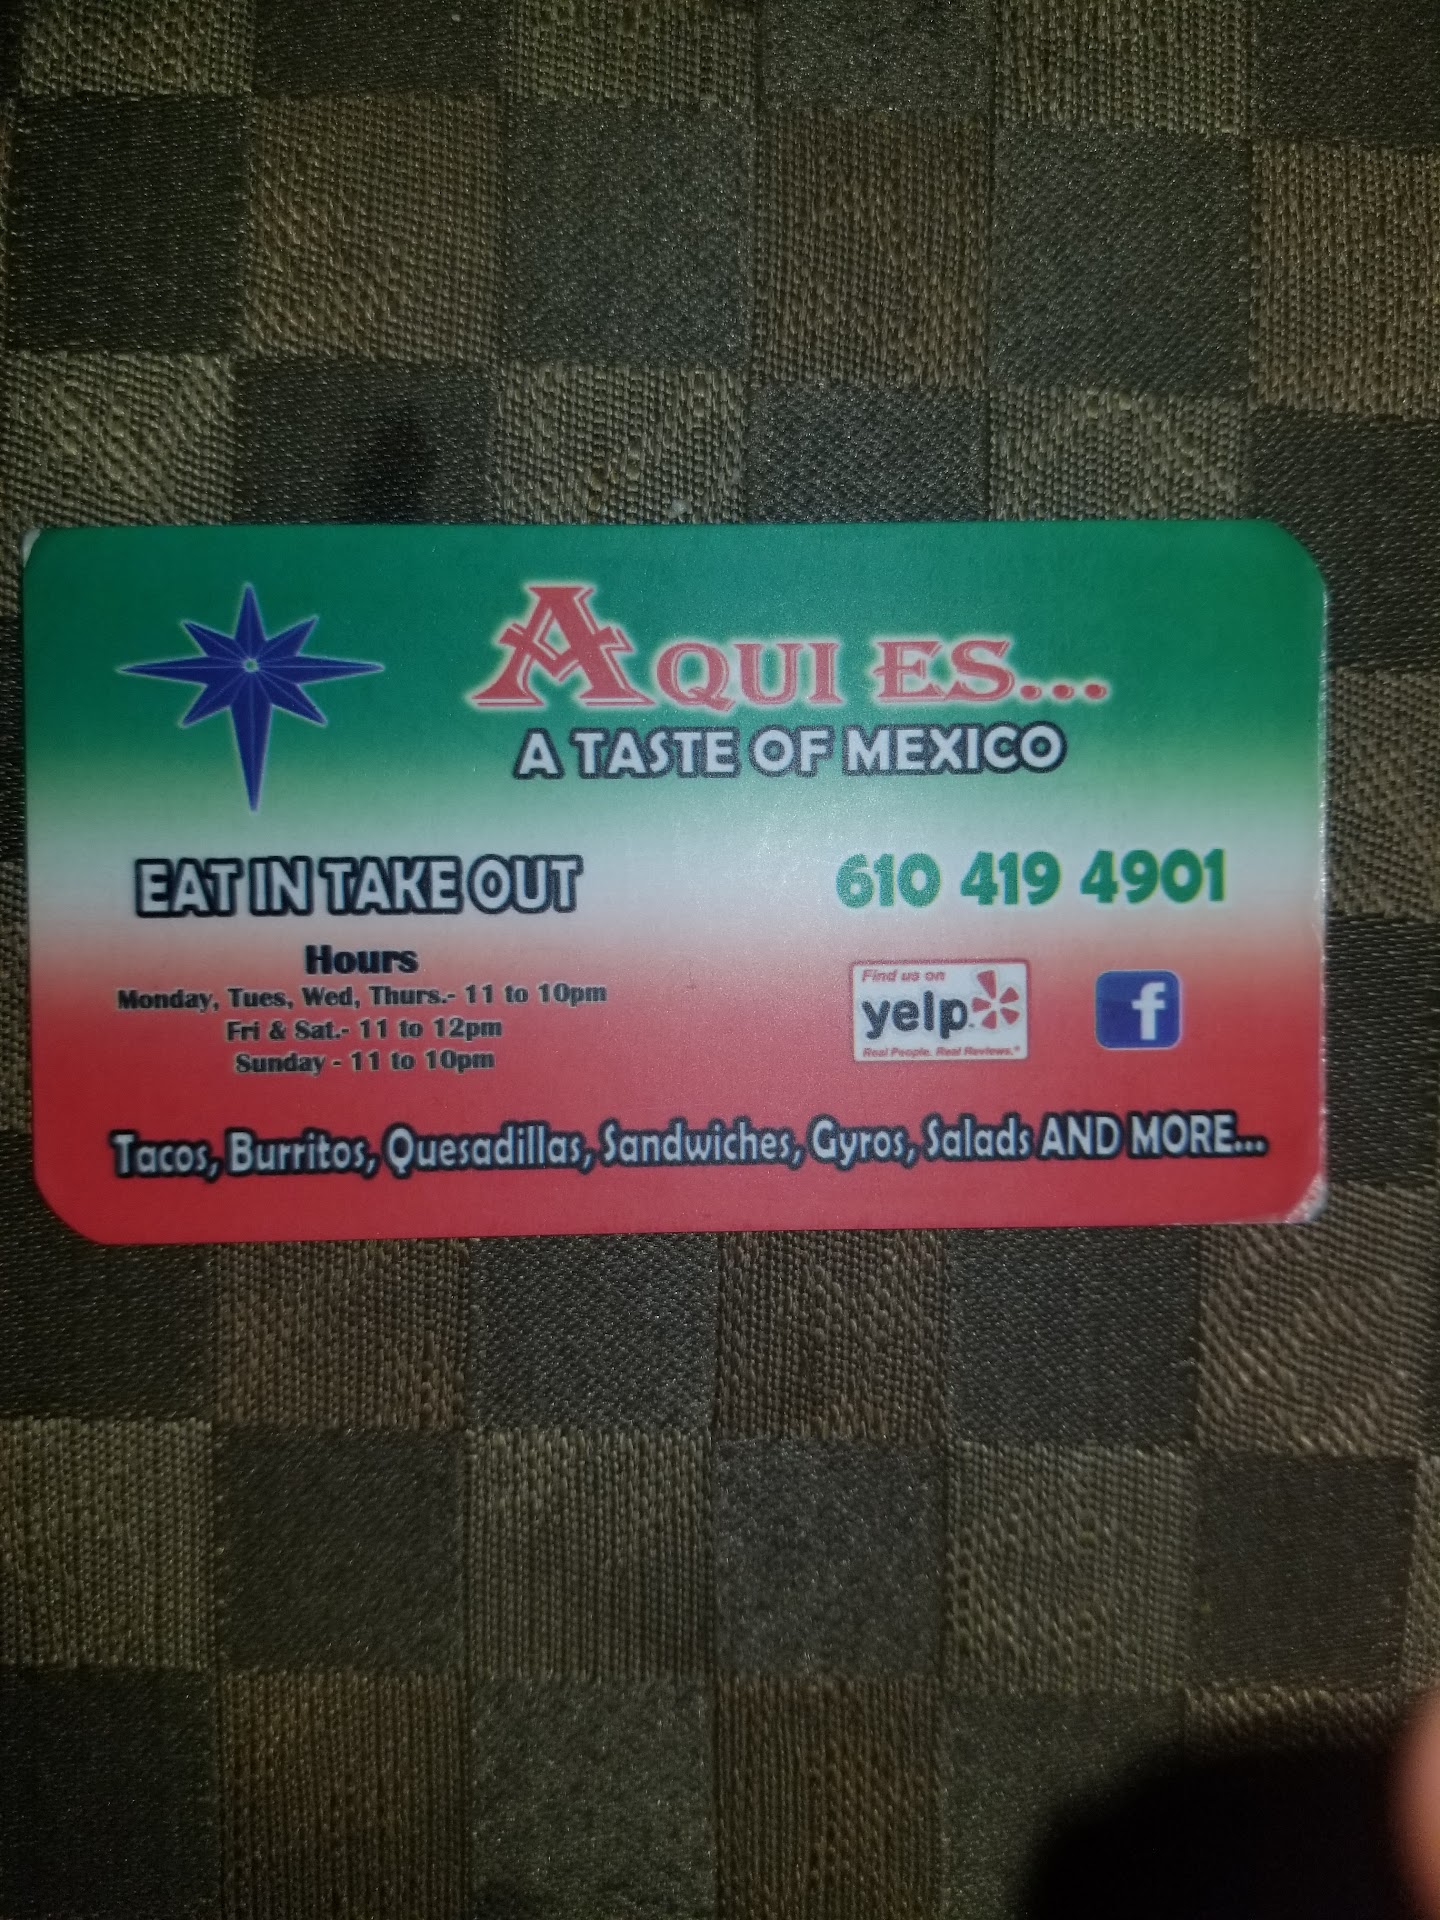 AQUI ES...
A TASTE OF MEXICO
EAT IN TAKE OUT
610 419 4901
Hours
Monday, Tues, Wed, Thurs.- 11 to 10pm
Fri & Sat.- 11 to 12pm
Sunday - 11 to 10pm
Find us on
yelp
Real People. Real Reviews.®
f
Tacos, Burritos, Quesadillas, Sandwiches, Gyros, Salads AND MORE...